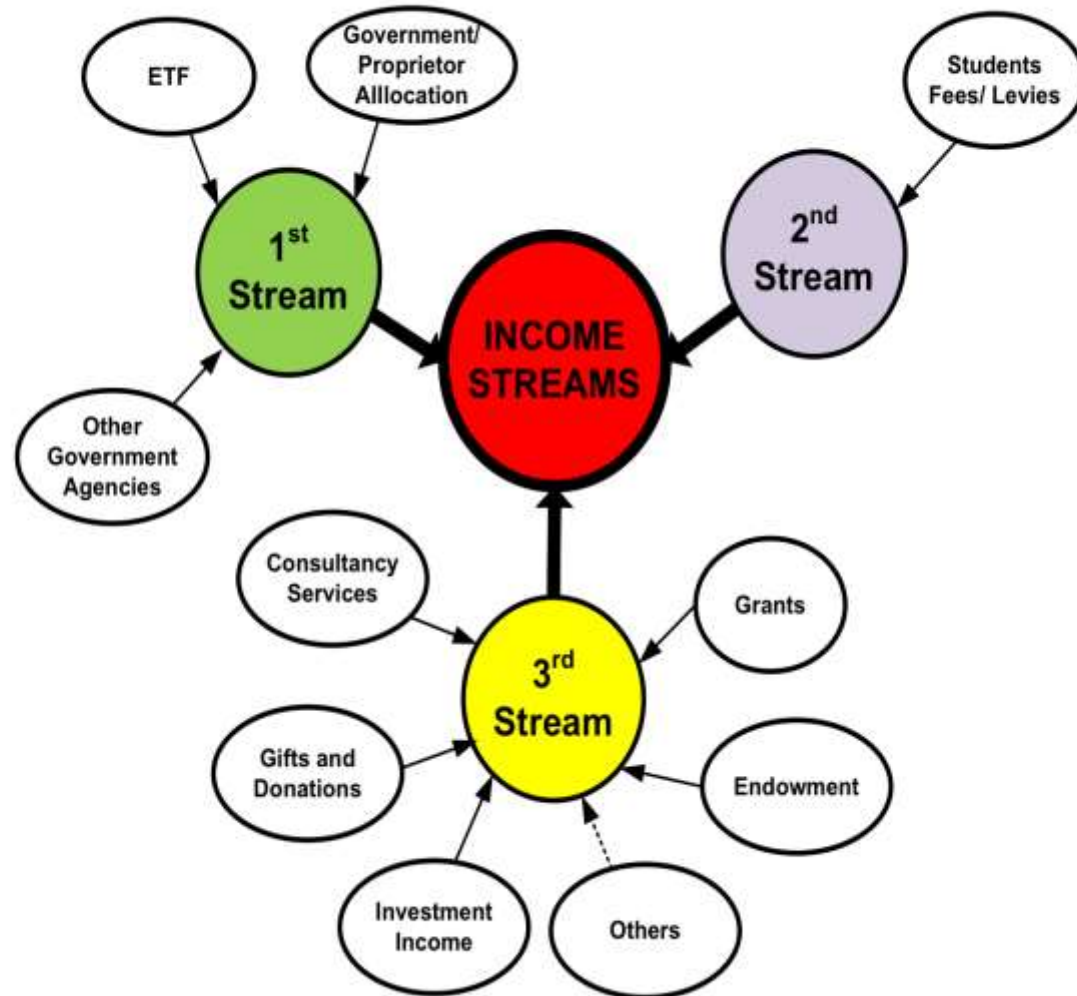 ETF
Government/
Proprietor
Alllocation
Students
Fees/ Levies
1st
Stream
2nd
Stream
INCOME
STREAMS
Other
Government
Agencies
Consultancy
Services
Grants
3rd
Stream
Gifts and
Donations
Endowment
Investment
Income
Others